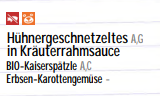 Hühnergeschnetzeltes A,G
in Kräuterrahmsauce
BIO-Kaiserspätzle A,C
Erbsen-Karottengemüse -